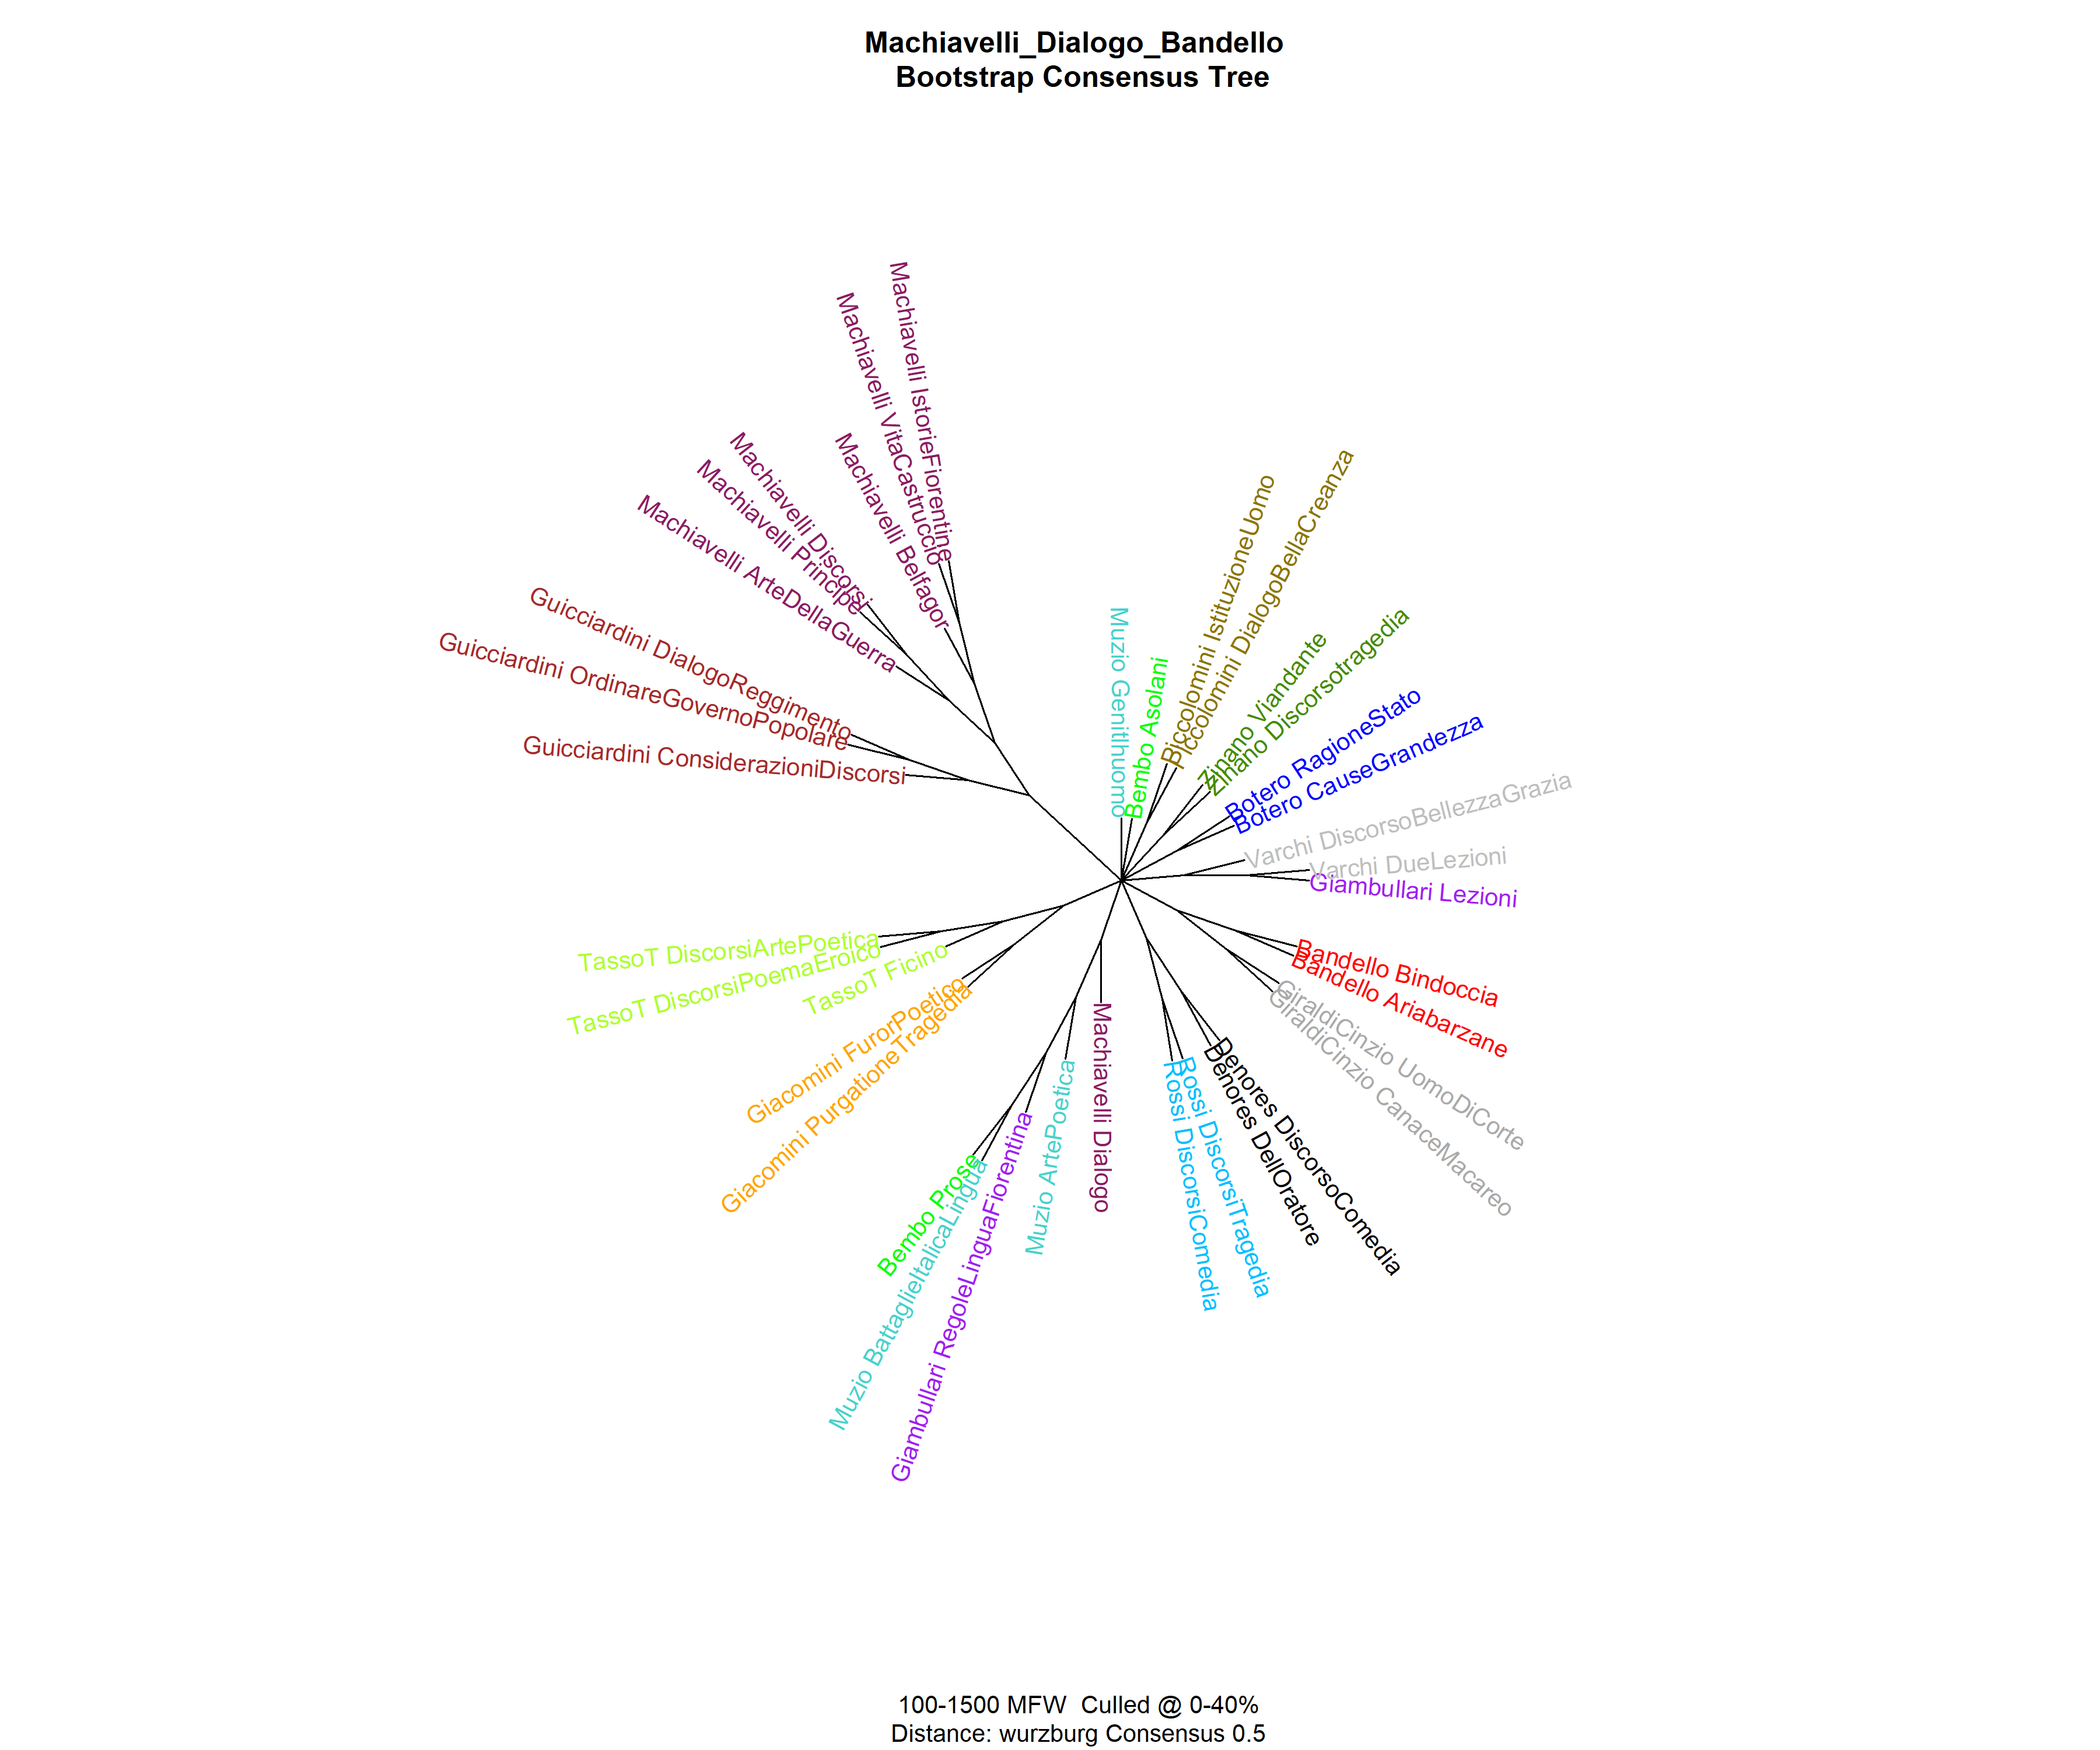 Machiavelli_Dialogo_Bandello
Bootstrap Consensus Tree
Machiavelli IstorieFiorentine
Machiavelli VitaCastruccio
Machiavelli Belfagor
Machiavelli Discorsi
Machiavelli Principe
Machiavelli ArteDellaGuerra
Guicciardini DialogoReggimento
Guicciardini OrdinareGovernoPopolare
Guicciardini ConsiderazioniDiscorsi
Muzio Gentilhuomo
Bembo Asolani
Piccolomini IstituzioneUomo
Piccolomini DialogoBellaCreanza
Zinano Viandante
Zinano Discorsotragedia
Botero RagioneStato
Botero CauseGrandezza
Varchi DiscorsoBellezzaGrazia
Varchi DueLezioni
Giambullari Lezioni
Bandello Bindoccia
Bandello Ariabarzane
GiraldiCinzio UomoDiCorte
GiraldiCinzio CanaceMacareo
Denores DiscorsoComedia
Denores DellOratore
Rossi DiscorsiTragedia
Rossi DiscorsiComedia
Machiavelli Dialogo
Muzio ArtePoetica
Giambullari RegoleLinguaFiorentina
Muzio BattaglieItalicaLingua
Bembo Prose
Giacomini PurgationeTragedia
Giacomini FurorPoetico
TassoT Ficino
TassoT DiscorsiPoemaEroico
TassoT DiscorsiArtePoetica
100-1500 MFW  Culled @ 0-40%
Distance: wurzburg Consensus 0.5